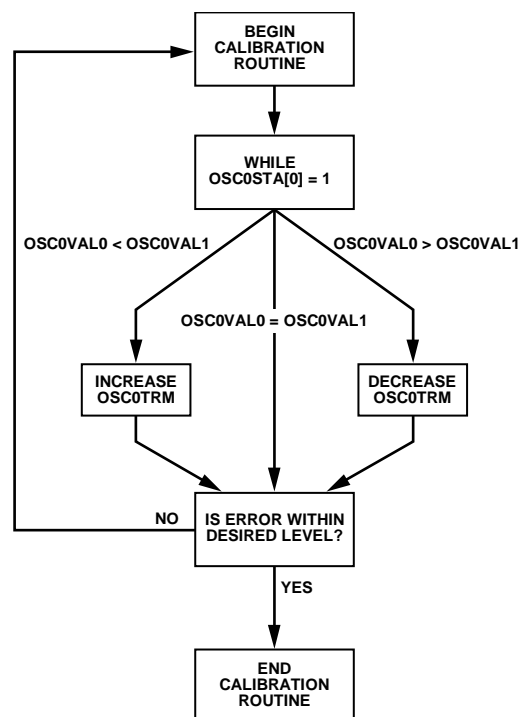 BEGIN
CALIBRATION
ROUTINE
WHILE
OSC0STA[0] = 1
OSC0VAL0 < OSC0VAL1
OSC0VAL0 > OSC0VAL1
OSC0VAL0 = OSC0VAL1
INCREASE
OSC0TRM
DECREASE
OSC0TRM
NO
IS ERROR WITHIN
DESIRED LEVEL?
YES
END
CALIBRATION
ROUTINE